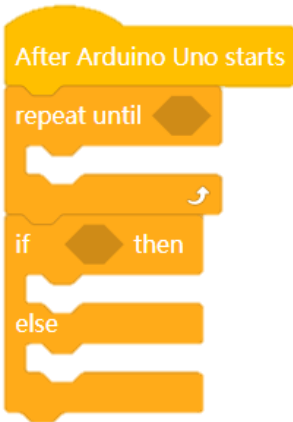 After Arduino Uno starts
repeat until
if then
else